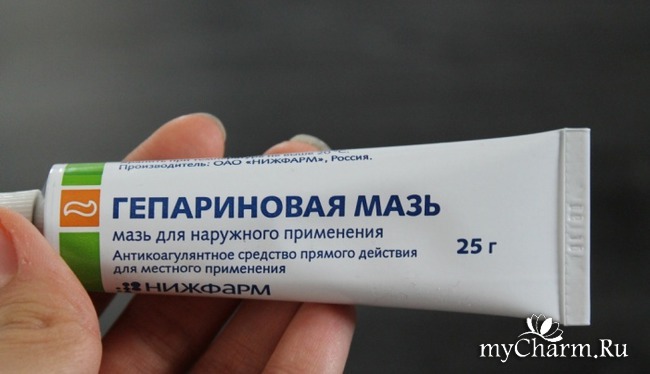 Производитель: ОАО «НИЖФАРМ», Россия.
ГЕПАРИНОВАЯ МАЗЬ
мазь для наружного применения
25 г
Антикоагулянтное средство прямого действия
для местного применения
НИЖФАРМ
myCharm.Ru